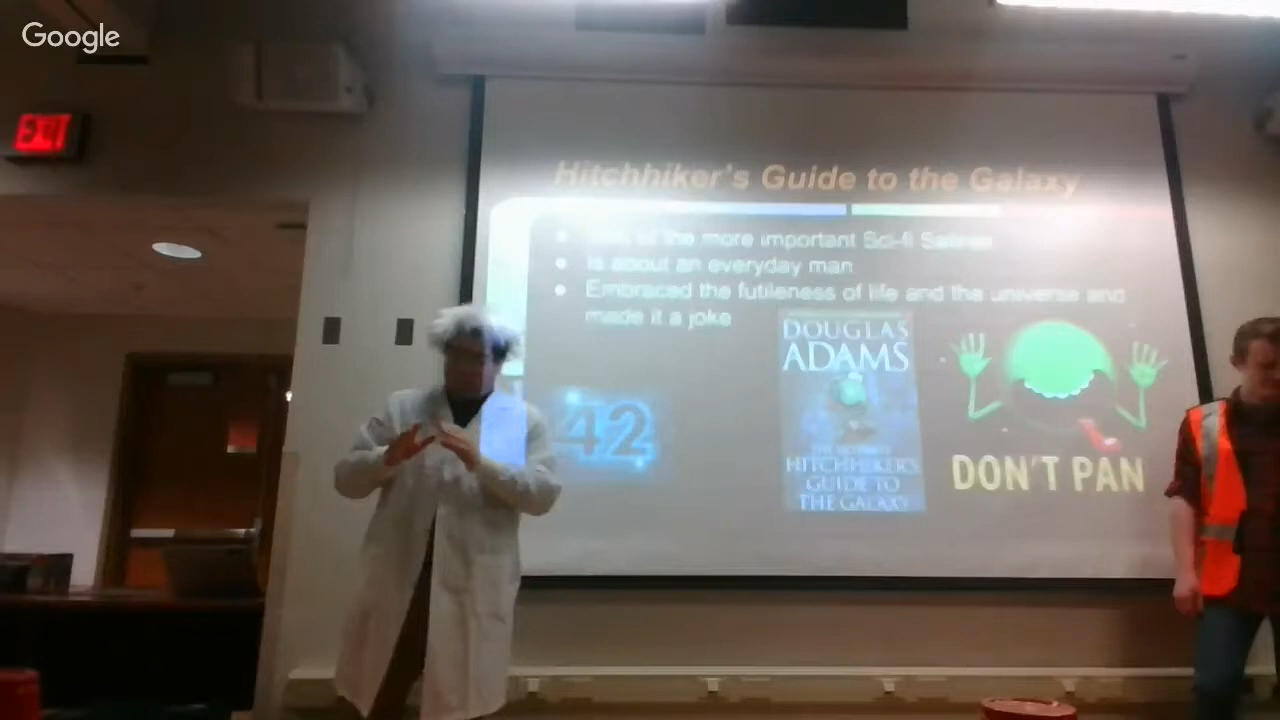 Google
EXIT
Hitchhiker's Guide to the Galaxy
of the more important Sci-fi Satires
Is about an everyday man
Embraced the futileness of life and the universe and
made it a joke
42
DOUGLAS
ADAMS
HITCHHIKER'S
GUIDE TO
THE GALAXY
DON'T PAN